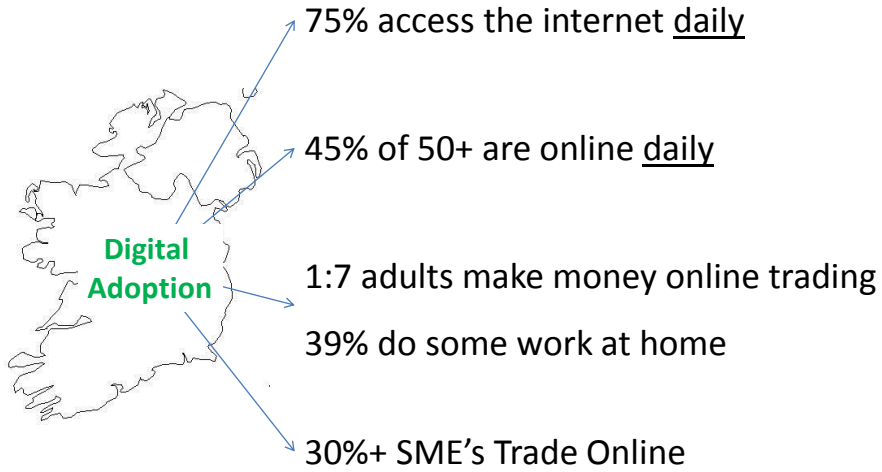 75% access the internet daily
45% of 50+ are online daily
Digital
Adoption
1:7 adults make money online trading
39% do some work at home
30%+ SME’s Trade Online